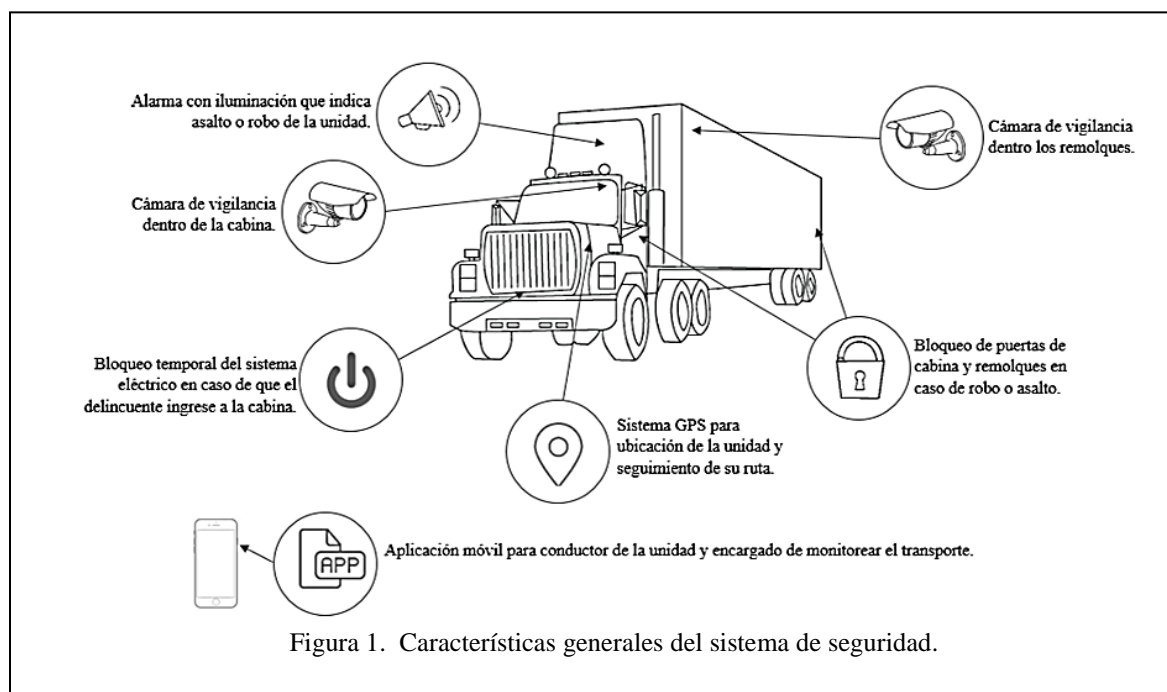 Alarma con iluminación que indica
asalto o robo de la unidad.
Cámara de vigilancia
dentro los remolques.
Cámara de vigilancia
dentro de la cabina.
Bloqueo temporal del sistema
eléctrico en caso de que el
delincuente ingrese a la cabina.
Bloqueo de puertas de
cabina y remolques en
caso de robo o asalto.
Sistema GPS para
ubicación de la unidad y
seguimiento de su ruta.
APP
Aplicación móvil para conductor de la unidad y encargado de monitorear el transporte.
Figura 1. Características generales del sistema de seguridad.